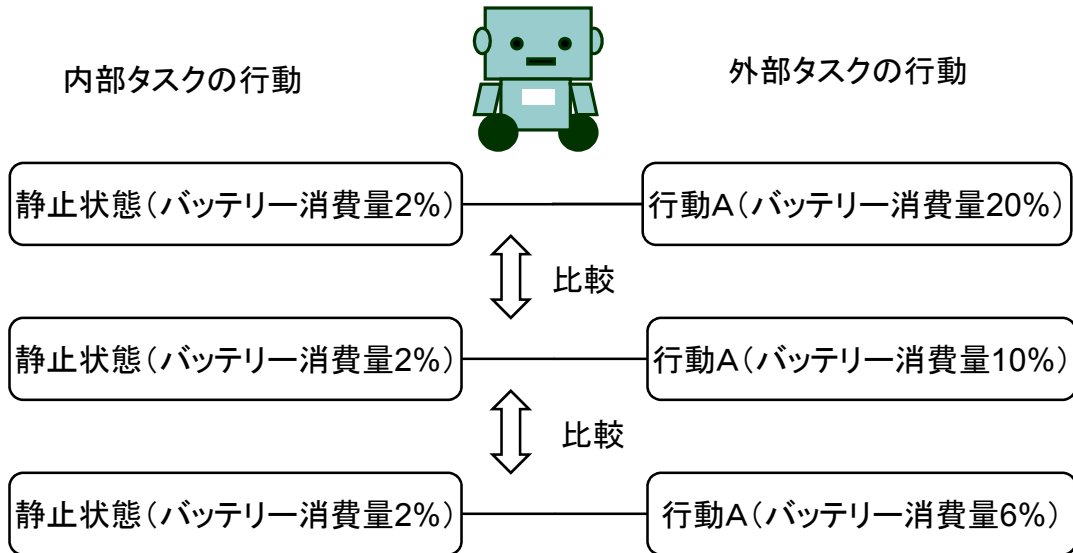 内部タスクの行動
外部タスクの行動
静止状態(バッテリー消費量2%)
行動A(バッテリー消費量20%)
比較
静止状態(バッテリー消費量2%)
行動A(バッテリー消費量10%)
比較
静止状態(バッテリー消費量2%)
行動A(バッテリー消費量6%)